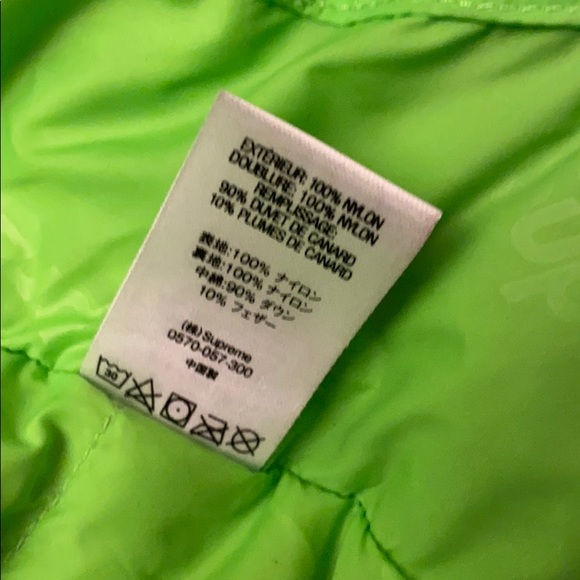 EXTÉRIEUR: 100% NYLON
DOUBLURE: 100% NYLON
REMPLISSAGE:
90% DUVET DE CANARD
10% PLUMES DE CANARD
表地:100% ナイロン
裏地:100% ナイロン
中綿:90% ダウン
10% フェザー
(株) Supreme
0570-057-300
中国製
30